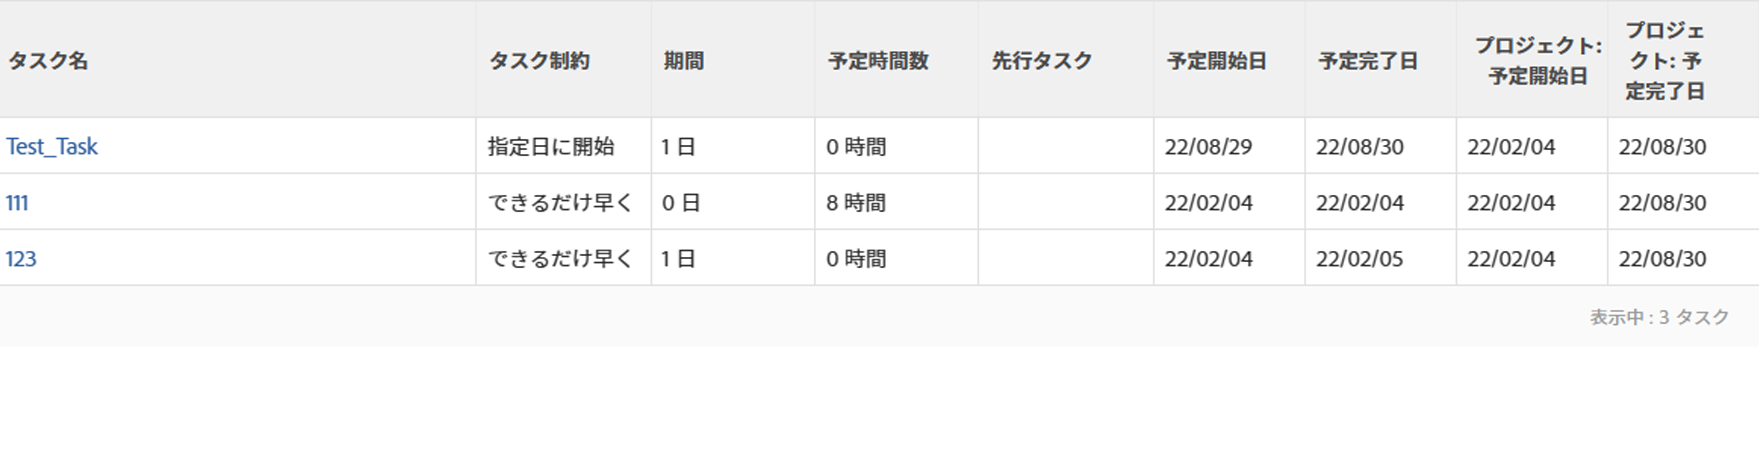 タスク名 タスク制約 期間 予定時間数 先行タスク 予定開始日 予定完了日 プロジェクト: 予定開始日 プロジェクト: 予定完了日
Test_Task 指定日に開始 1 日 0 時間 22/08/29 22/08/30 22/02/04 22/08/30
111 できるだけ早く 0 日 8 時間 22/02/04 22/02/04 22/02/04 22/08/30
123 できるだけ早く 1 日 0 時間 22/02/04 22/02/05 22/02/04 22/08/30
表示中 : 3 タスク